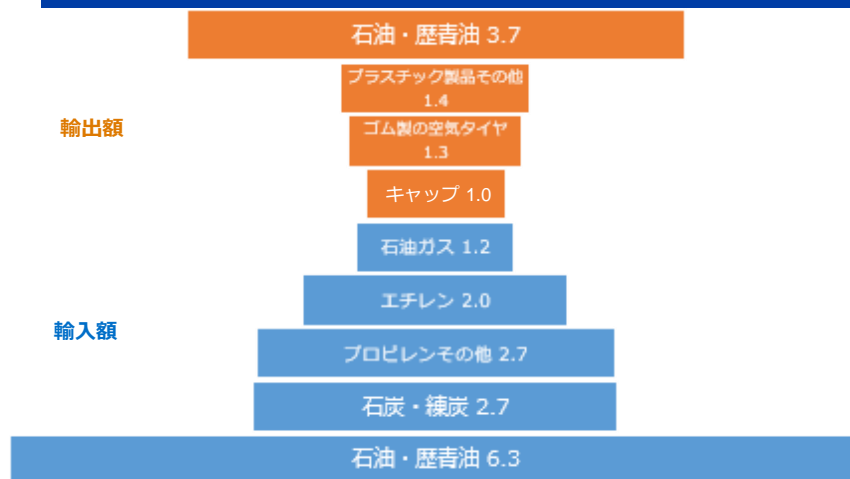 石油・歴青油 3.7
プラスチック製品その他
1.4
輸出額
ゴム製の空気タイヤ
1.3
キャップ 1.0
石油ガス 1.2
エチレン 2.0
輸入額
プロピレンその他 2.7
石炭・練炭 2.7
石油・歴青油 6.3